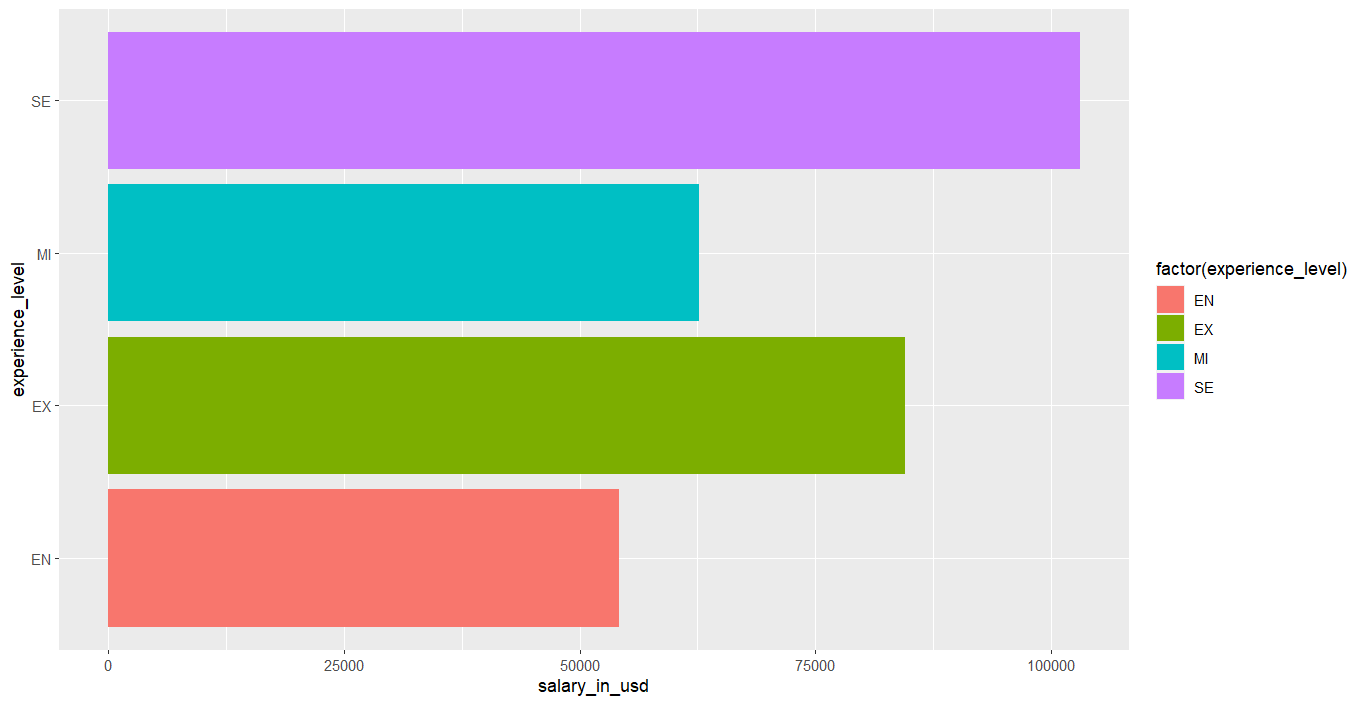 SE
MI
EX
EN
experience_level
0 25000 50000 75000 100000
salary_in_usd
factor(experience_level)
EN
EX
MI
SE